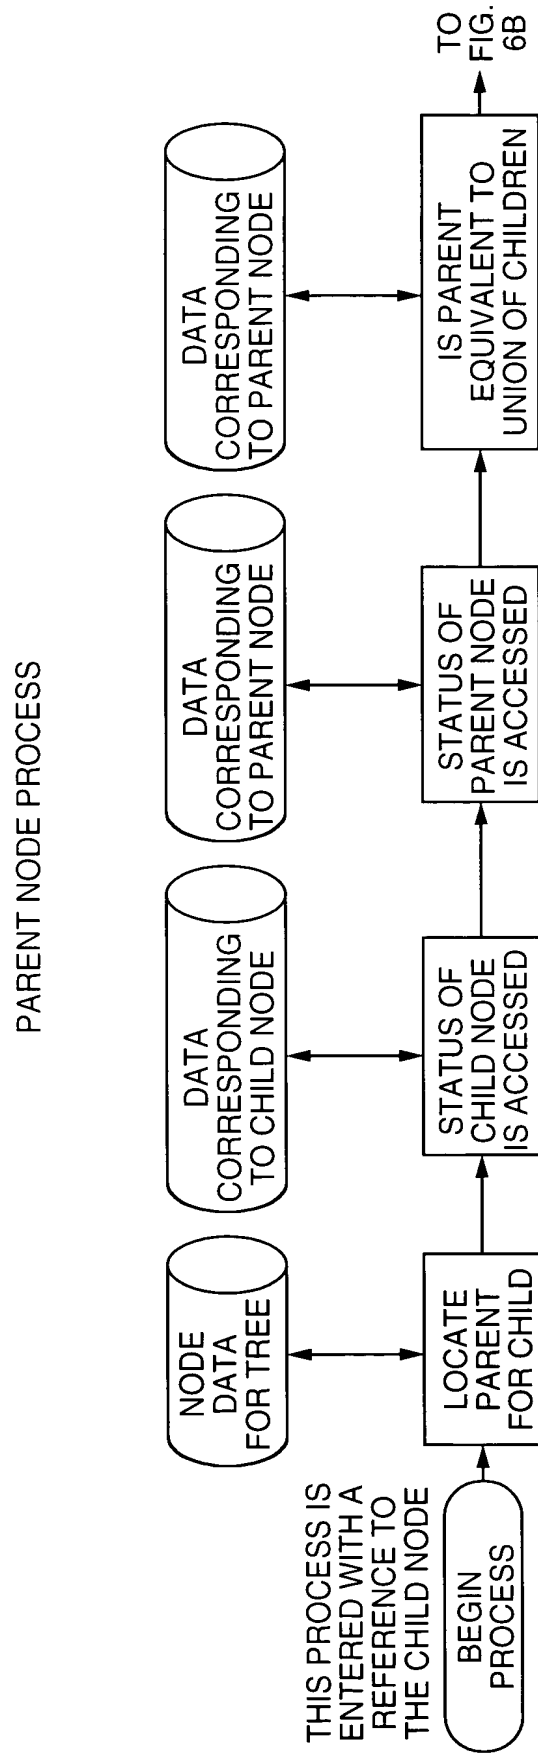 PARENT NODE PROCESS
THIS PROCESS IS
ENTERED WITH A
REFERENCE TO
THE CHILD NODE
BEGIN
PROCESS
NODE
DATA
FOR TREE
LOCATE
PARENT
FOR CHILD
DATA
CORRESPONDING
TO CHILD NODE
STATUS OF
CHILD NODE
IS ACCESSED
DATA
CORRESPONDING
TO PARENT NODE
STATUS OF
PARENT NODE
IS ACCESSED
DATA
CORRESPONDING
TO PARENT NODE
IS PARENT
EQUIVALENT TO
UNION OF CHILDREN
TO
FIG.
6B